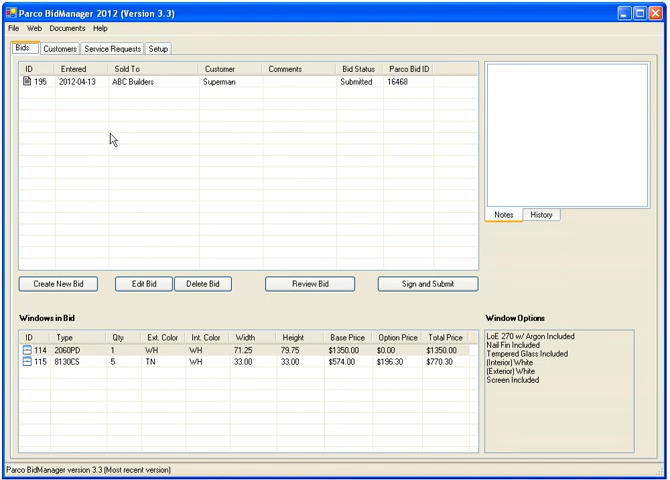 Parco BidManager 2012 (Version 3.3)
File Web Documents Help
Bids Customers Service Requests Setup
ID Entered Sold To Customer Comments Bid Status Parco Bid ID
195 2012-04-13 ABC Builders Superman Submitted 16468
Notes History
Create New Bid Edit Bid Delete Bid Review Bid Sign and Submit
Windows in Bid
ID Type Qty Ext. Color Int. Color Width Height Base Price Option Price Total Price
114 2060PD 1 WH WH 71.25 79.75 $1350.00 $0.00 $1350.00
115 8130CS 5 TN WH 33.00 33.00 $574.00 $196.30 $770.30
Window Options
LoE 270 w/ Argon Included
Nail Fin Included
Tempered Glass Included
(Interior) White
(Exterior) White
Screen Included
Parco BidManager version 3.3 (Most recent version)